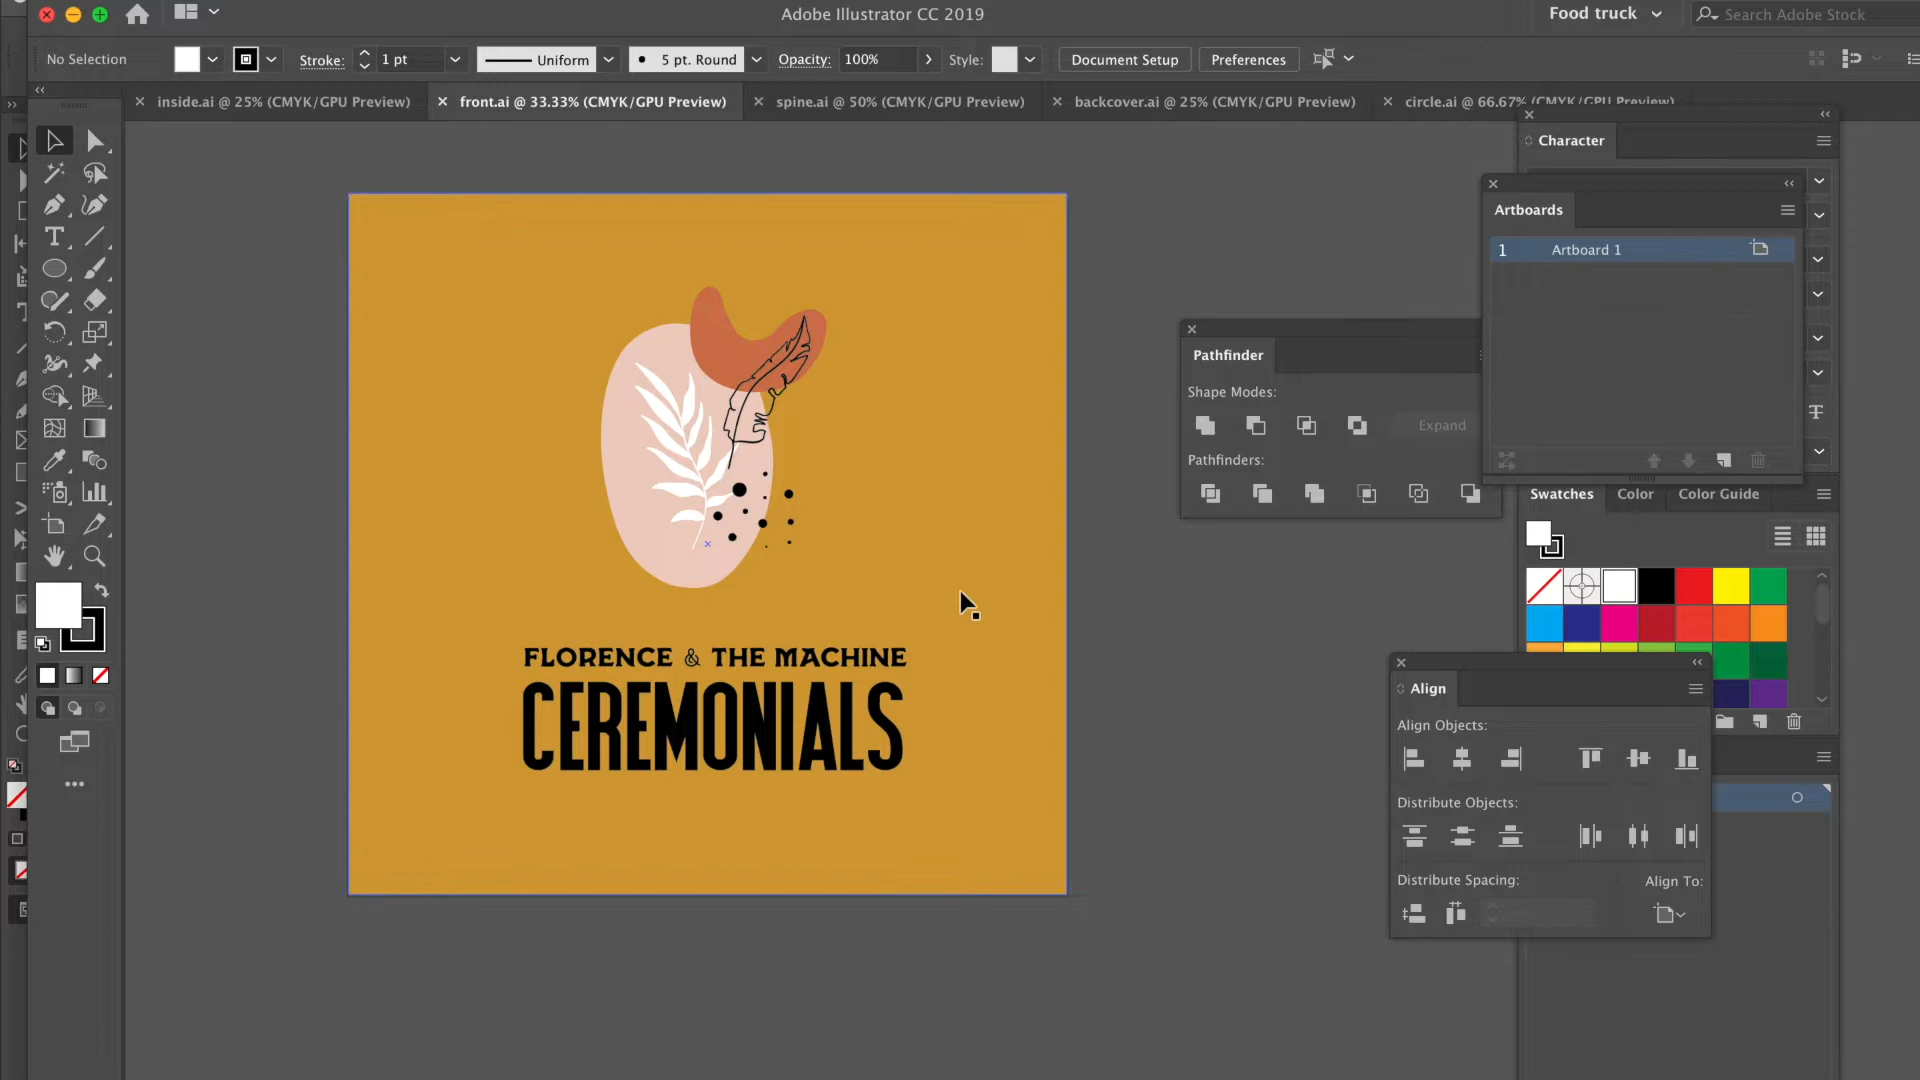 Adobe Illustrator CC 2019
Food truck
Search Adobe Stock
No Selection
Stroke:
1 pt
Uniform
5 pt. Round
Opacity:
100%
Style:
Document Setup
Preferences
inside.ai @ 25% (CMYK/GPU Preview)
front.ai @ 33.33% (CMYK/GPU Preview)
spine.ai @ 50% (CMYK/GPU Preview)
backcover.ai @ 25% (CMYK/GPU Preview)
circle.ai @ 66.67% (CMYK/GPU Preview)
Character
Artboards
1 Artboard 1
Pathfinder
Shape Modes:
Expand
Pathfinders:
Swatches
Color
Color Guide
FLORENCE & THE MACHINE
CEREMONIALS
Align
Align Objects:
Distribute Objects:
Distribute Spacing:
Align To: